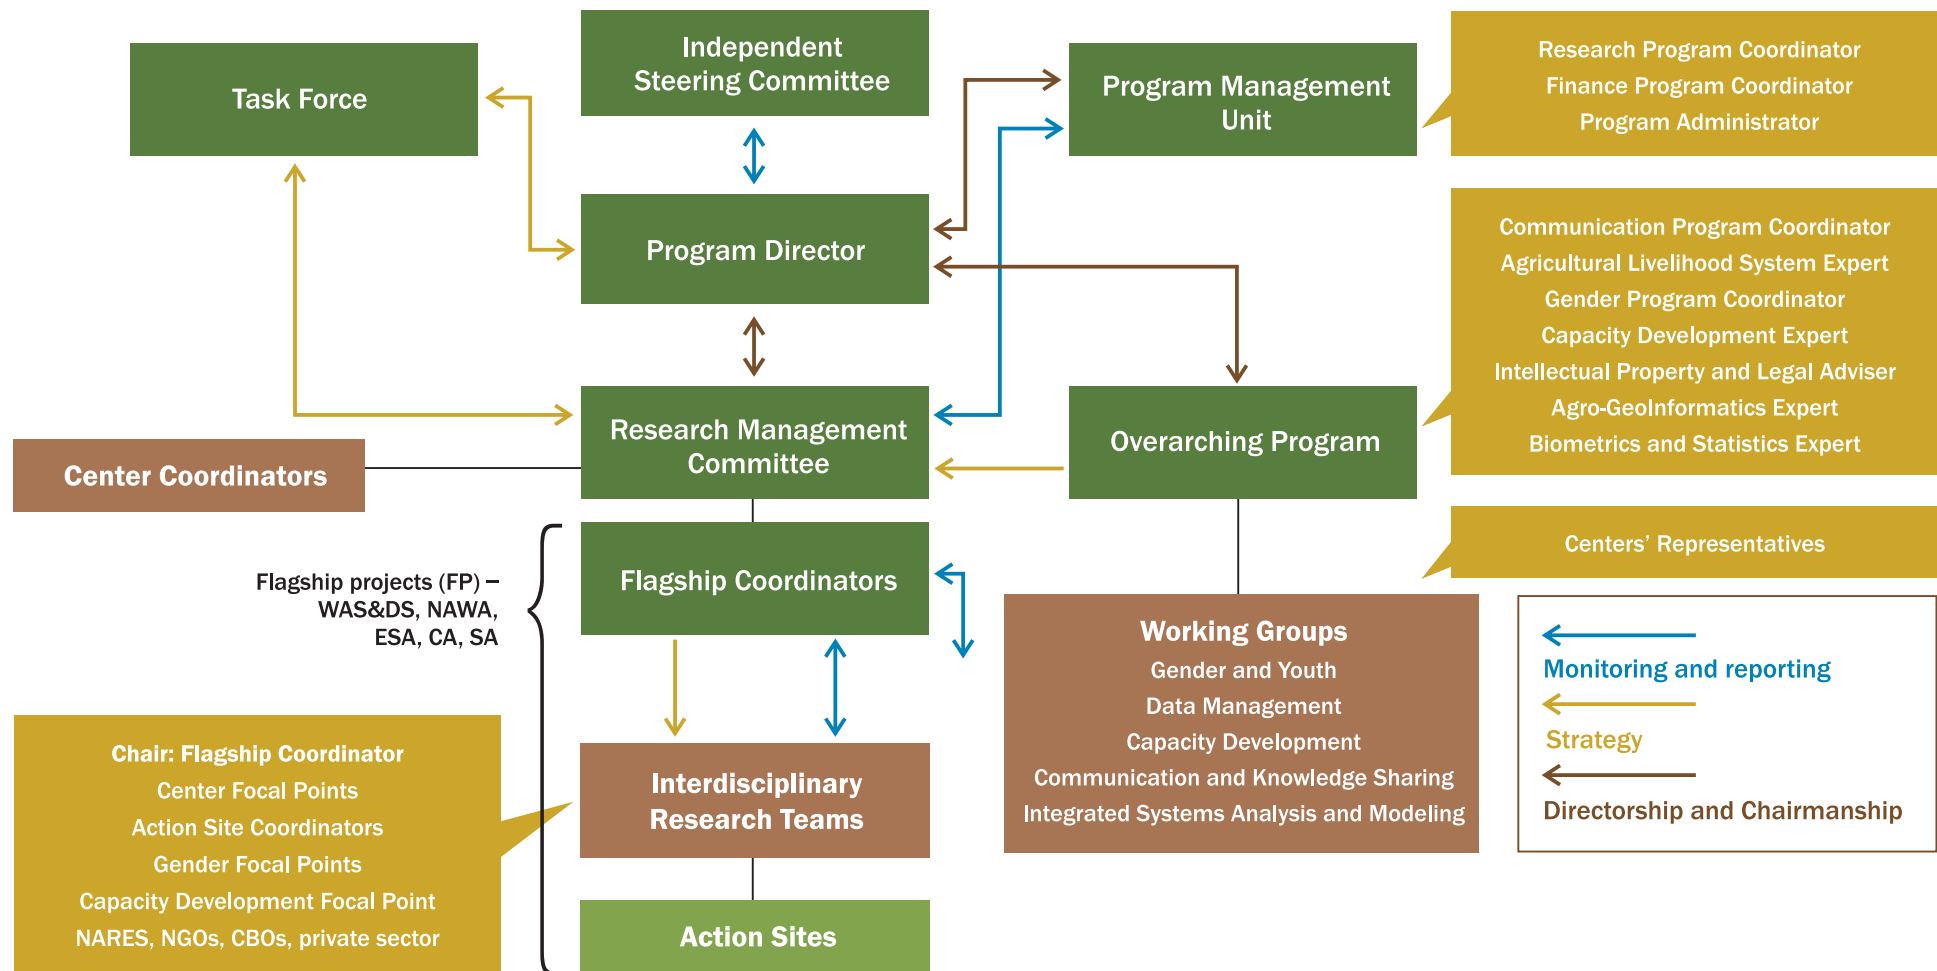 Task Force
Independent
Steering Committee
Program Management
Unit
Research Program Coordinator
Finance Program Coordinator
Program Administrator
Program Director
Communication Program Coordinator
Agricultural Livelihood System Expert
Gender Program Coordinator
Capacity Development Expert
Intellectual Property and Legal Adviser
Agro-GeoInformatics Expert
Biometrics and Statistics Expert
Center Coordinators
Research Management
Committee
Overarching Program
Centers’ Representatives
Flagship projects (FP) –
WAS&DS, NAWA,
ESA, CA, SA
Flagship Coordinators
Working Groups
Gender and Youth
Data Management
Capacity Development
Communication and Knowledge Sharing
Integrated Systems Analysis and Modeling
Monitoring and reporting
Strategy
Directorship and Chairmanship
Chair: Flagship Coordinator
Center Focal Points
Action Site Coordinators
Gender Focal Points
Capacity Development Focal Point
NARES, NGOs, CBOs, private sector
Interdisciplinary
Research Teams
Action Sites